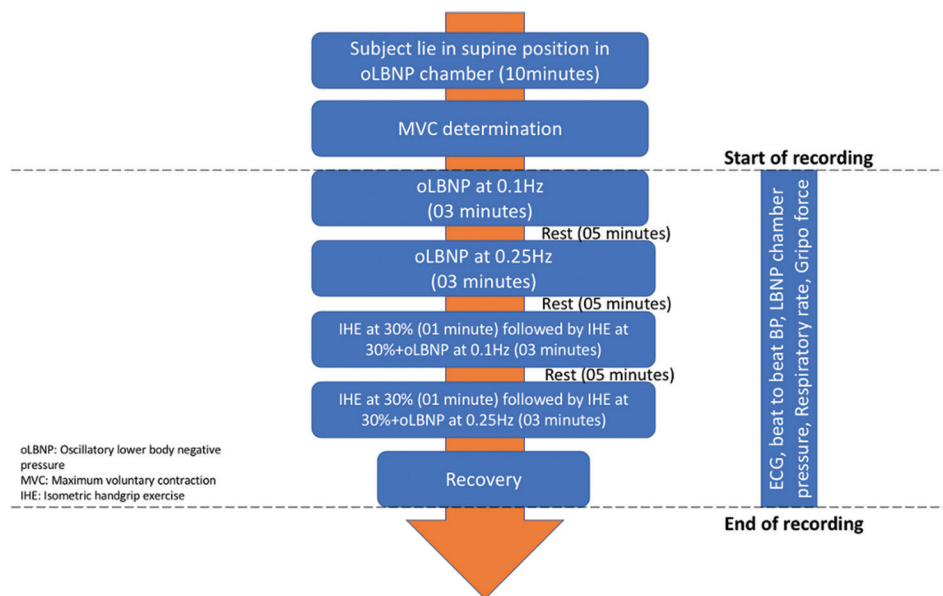 Subject lie in supine position in
oLBNP chamber (10minutes)
MVC determination
Start of recording
oLBNP at 0.1Hz
(03 minutes)
Rest (05 minutes)
oLBNP at 0.25Hz
(03 minutes)
Rest (05 minutes)
IHE at 30% (01 minute) followed by IHE at
30%+oLBNP at 0.1Hz (03 minutes)
Rest (05 minutes)
IHE at 30% (01 minute) followed by IHE at
30%+oLBNP at 0.25Hz (03 minutes)
Recovery
ECG, beat to beat BP, LBNP chamber
pressure, Respiratory rate, Gripo force
End of recording
oLBNP: Oscillatory lower body negative
pressure
MVC: Maximum voluntary contraction
IHE: Isometric handgrip exercise